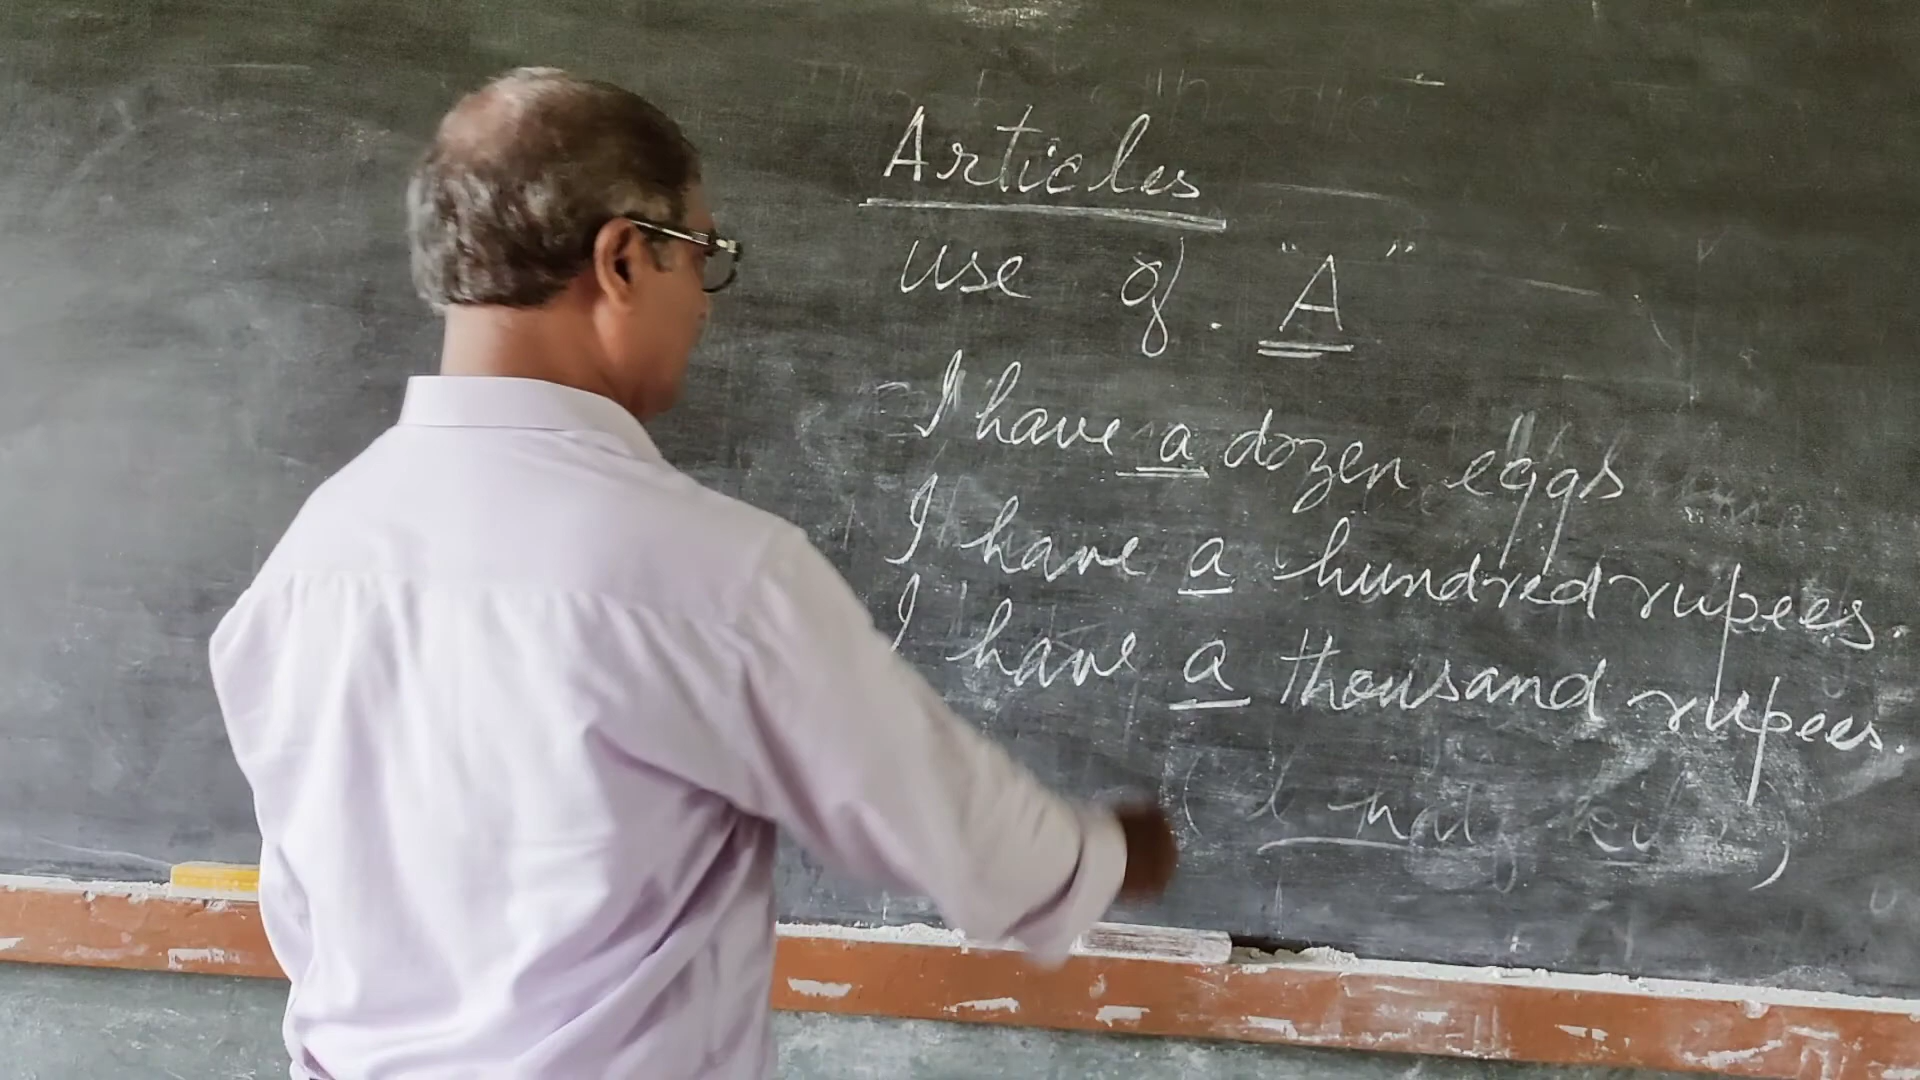 Articles
use of. "A"
I have a dozen eggs
I have a hundred rupees.
I have a thousand rupees.